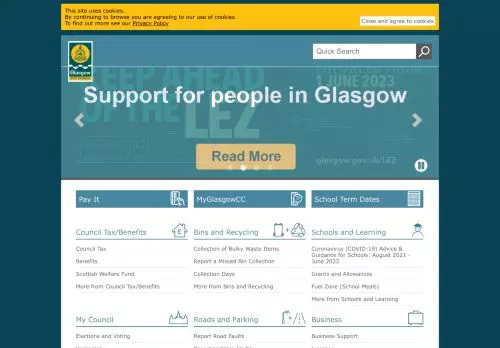 This site uses cookies.
By continuing to browse you are agreeing to our use of cookies.
To find out more see our Privacy Policy
Close and agree to cookies
Glasgow
Quick Search
KEEP AHEAD
OF THE
LEZ
1 JUNE 2023
Support for people in Glasgow
Read More
glasgow.gov.uk/LEZ
Pay It
MyGlasgowCC
School Term Dates
Council Tax/Benefits
Council Tax
Benefits
Scottish Welfare Fund
More from Council Tax/Benefits
Bins and Recycling
Collection of Bulky Waste Items
Report a Missed Bin Collection
Collection Days
More from Bins and Recycling
Schools and Learning
Coronavirus (COVID-19) Advice &
Guidance for Schools: August 2021 -
June 2022
Grants and Allowances
Fuel Zone (School Meals)
More from Schools and Learning
My Council
Elections and Voting
Roads and Parking
Report Road Faults
Business
Business Support